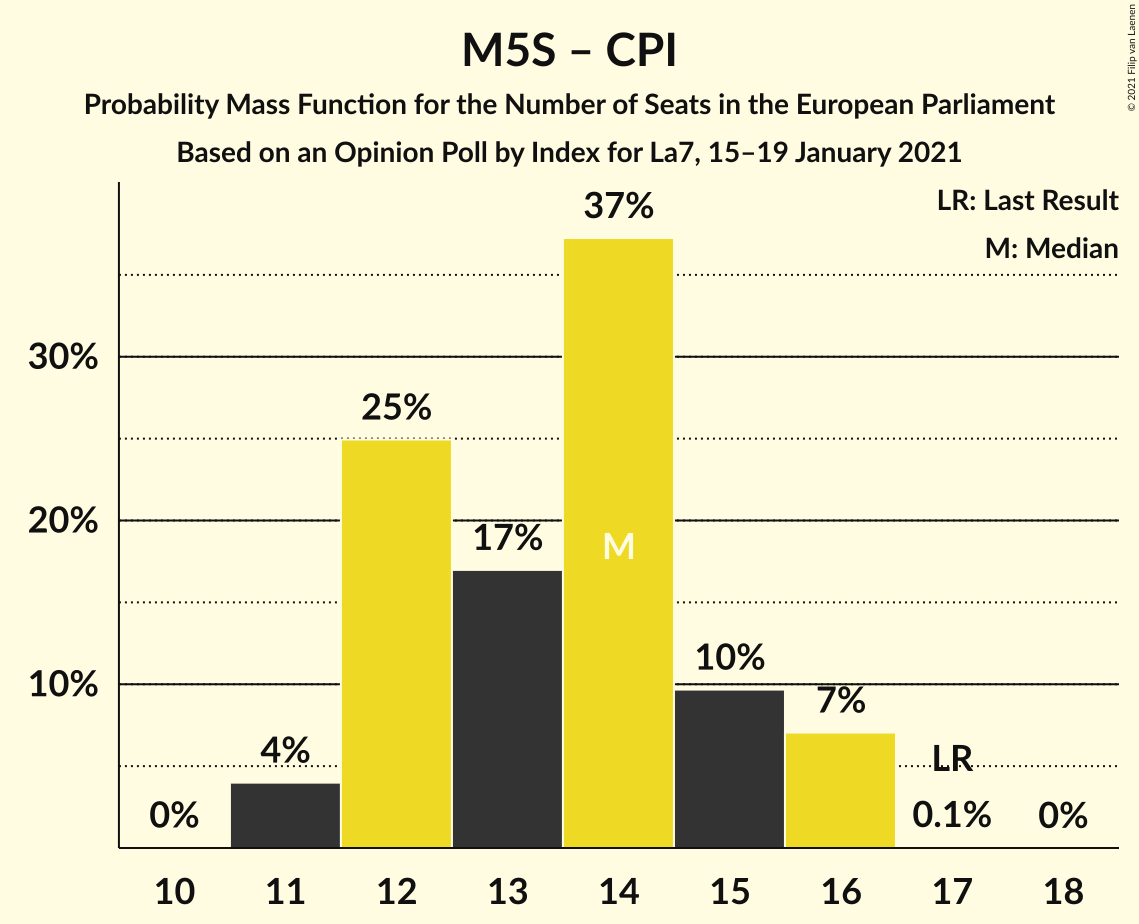 M5S – CPI
Probability Mass Function for the Number of Seats in the European Parliament
Based on an Opinion Poll by Index for La7, 15–19 January 2021
© 2021 Filip van Laenen
LR: Last Result
M: Median
30%
20%
10%
0%
4%
25%
17%
37%
M
10%
7%
LR
0.1%
0%
10 11 12 13 14 15 16 17 18